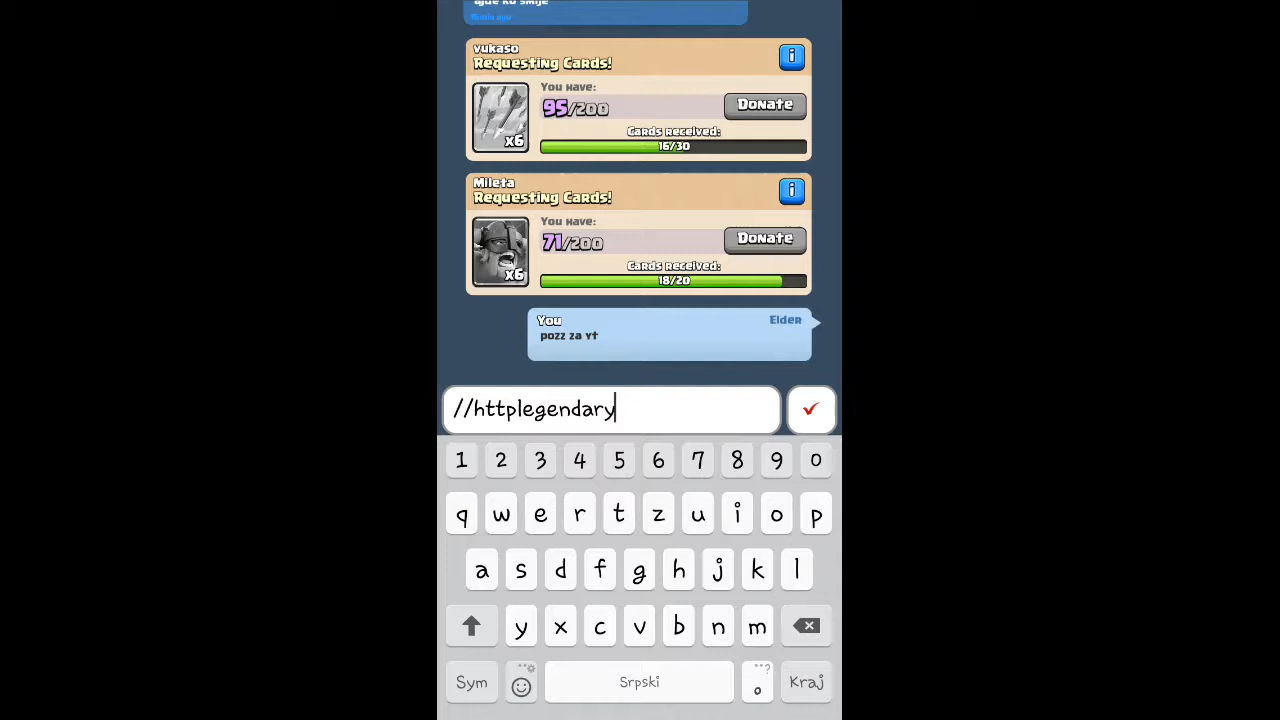 vukaso
Requesting Cards!
i
You have:
95/200
Donate
x6
Cards received:
16/30
Mileta
Requesting Cards!
i
You have:
71/200
Donate
x6
Cards received:
18/20
You
Elder
pozz za yt
//httplegendary
1 2 3 4 5 6 7 8 9 0
q w e r t z u i o p
a s d f g h j k l
y x c v b n m
Sym
Srpski
Kraj